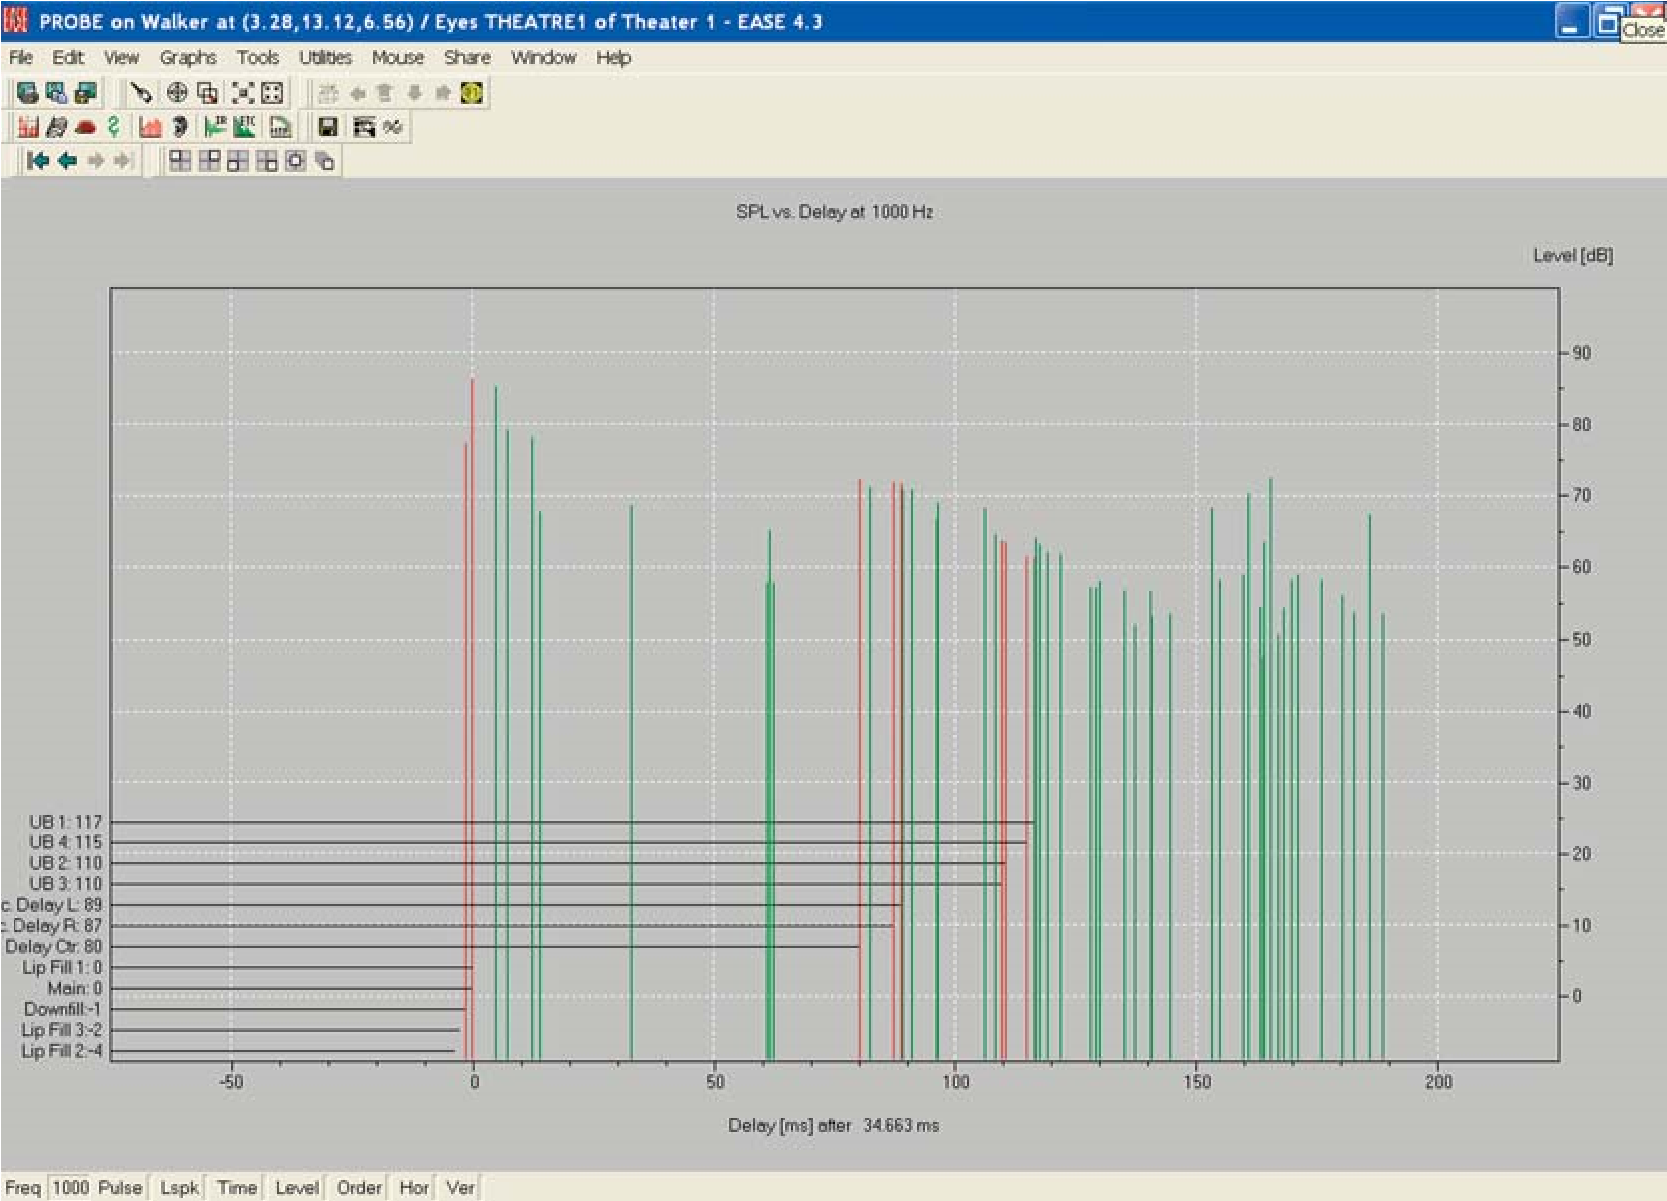 EASE PROBE on Walker at (3.28,13.12,6.56) / Eyes THEATRE1 of Theater 1 - EASE 4.3
Close
File Edit View Graphs Tools Utilities Mouse Share Window Help
SPL vs. Delay at 1000 Hz
Level [dB]
90
80
70
60
50
40
30
20
10
0
UB 1: 117
UB 4: 115
UB 2: 110
UB 3: 110
c. Delay L: 89
c. Delay R: 87
Delay Ctr: 80
Lip Fill 1: 0
Main: 0
Downfill:-1
Lip Fill 3:-2
Lip Fill 2:-4
-50 0 50 100 150 200
Delay [ms] after 34.663 ms
Freq 1000 Pulse Lspk Time Level Order Hor Ver